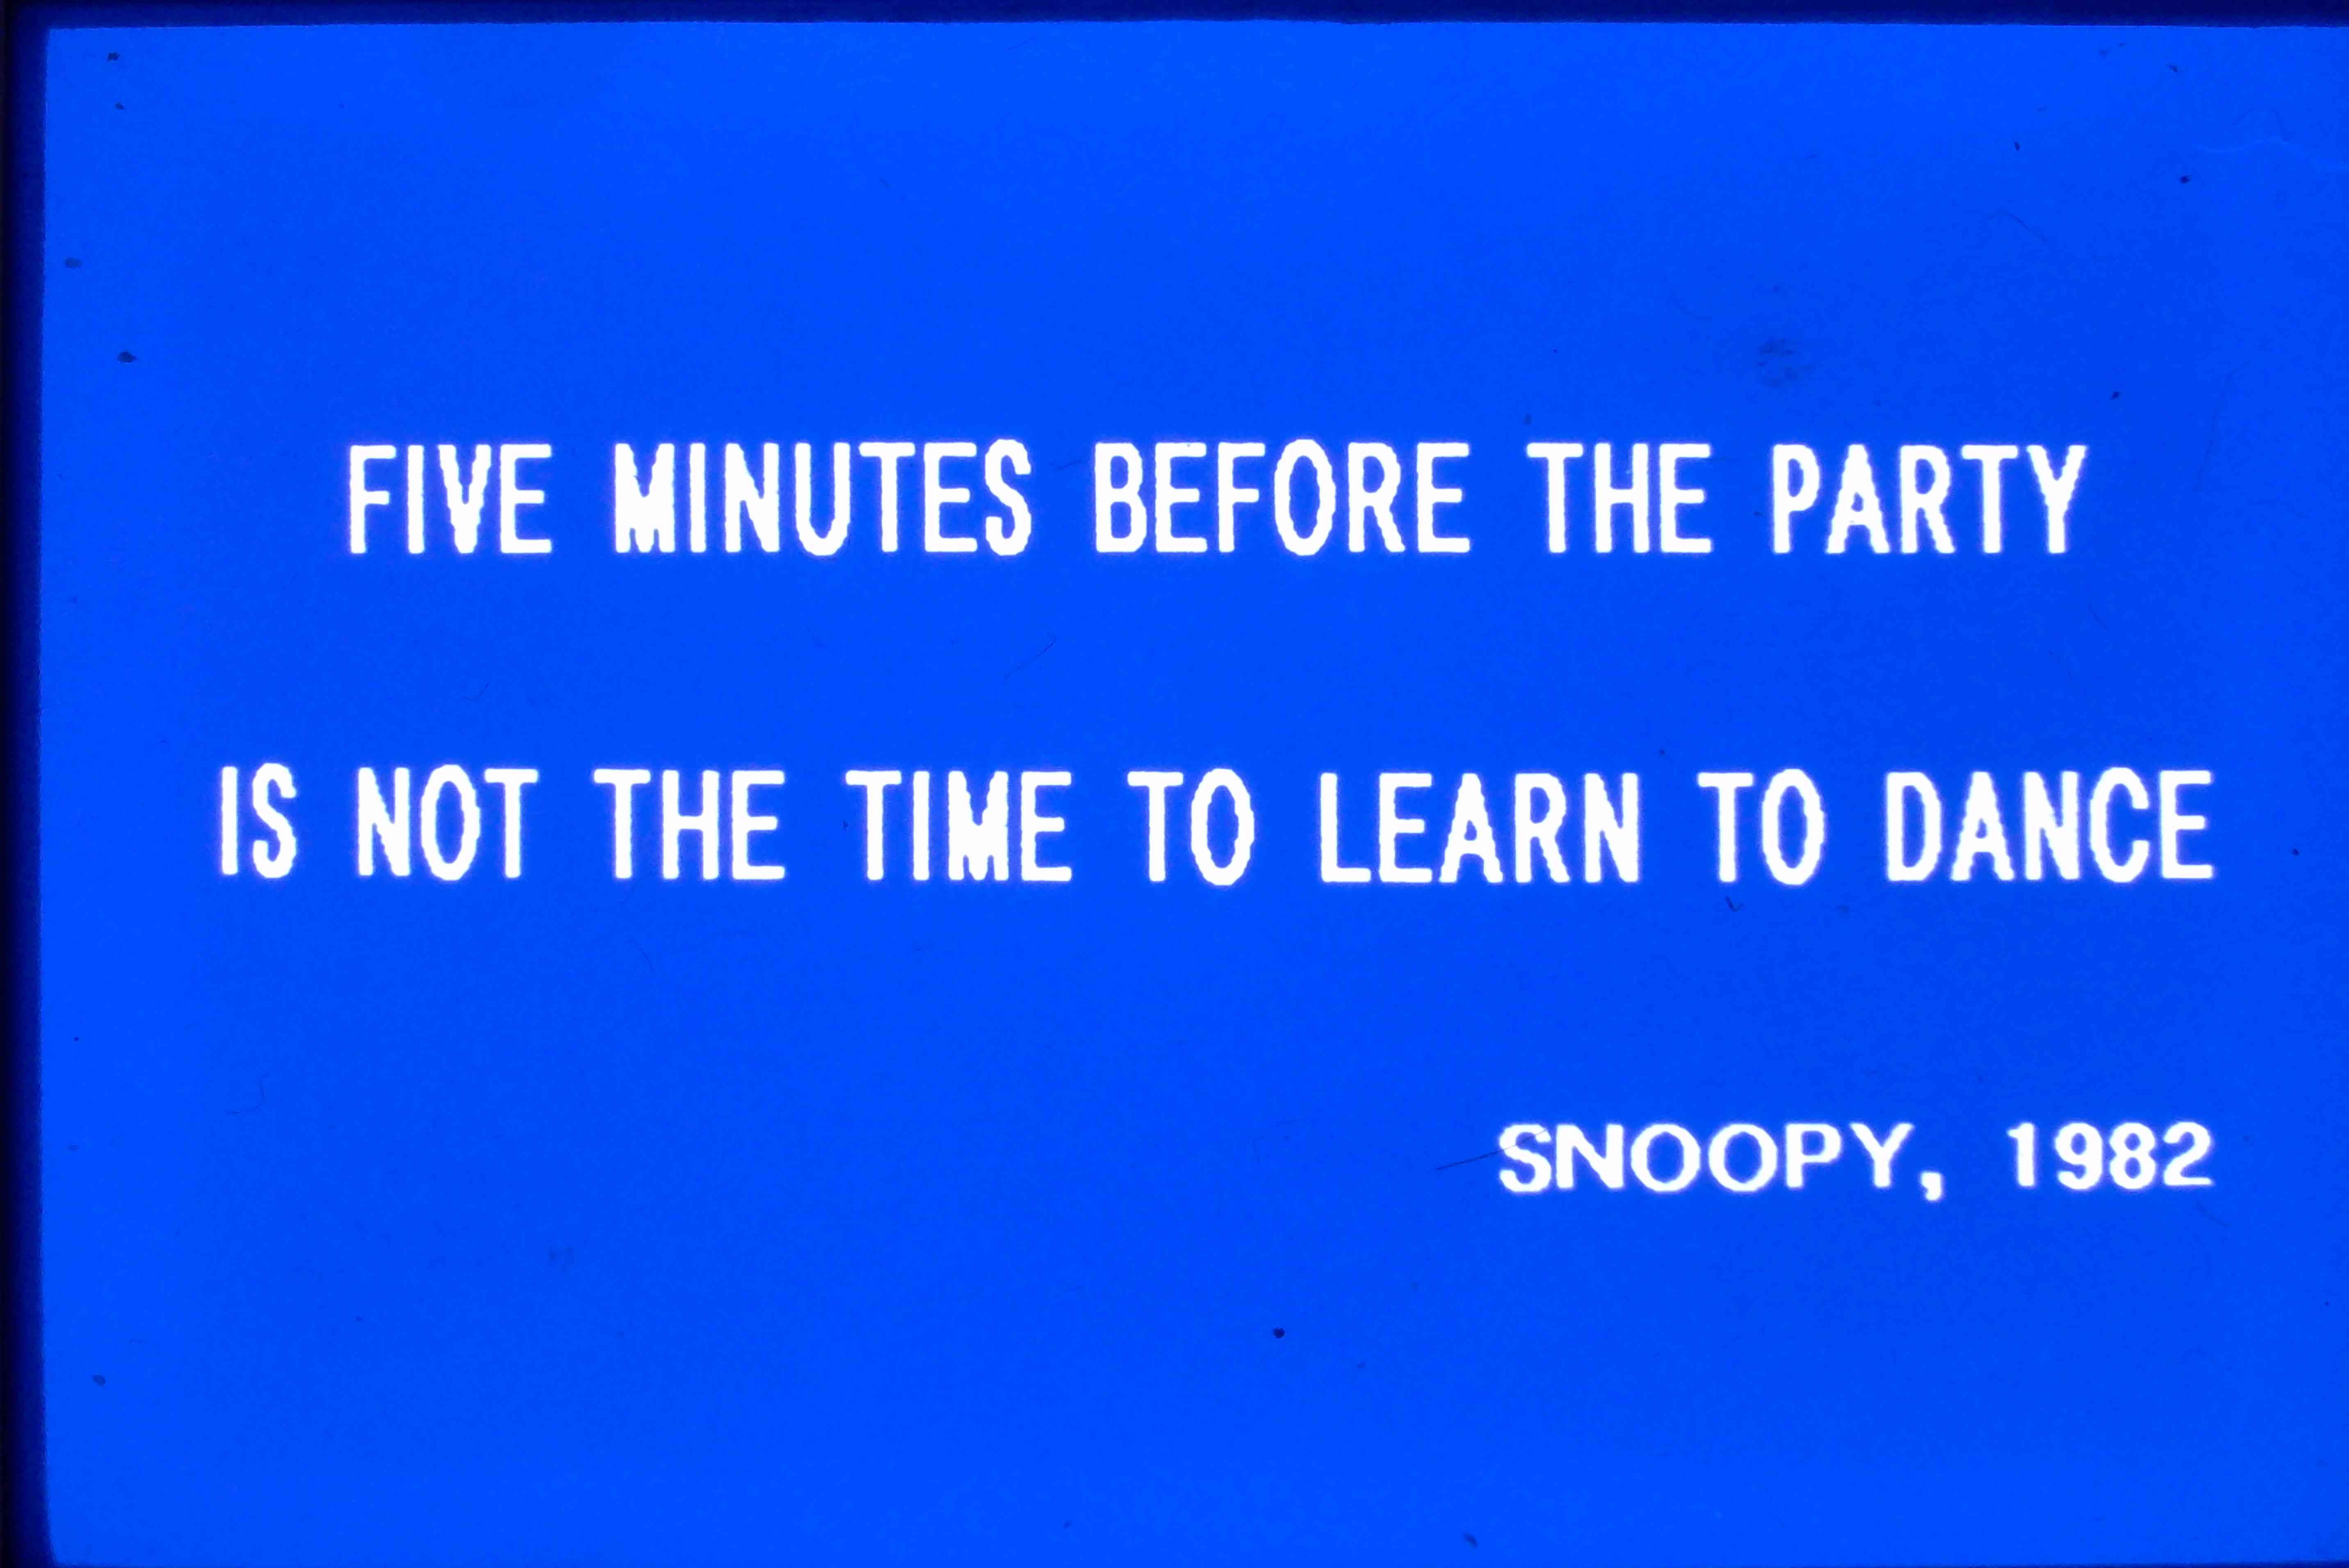 FIVE MINUTES BEFORE THE PARTY
IS NOT THE TIME TO LEARN TO DANCE
SNOOPY, 1982